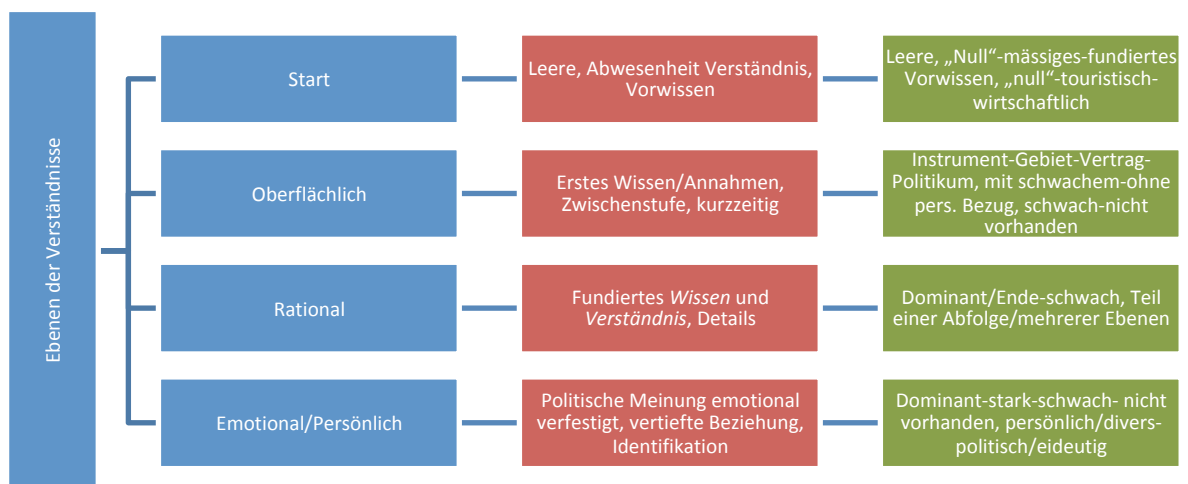 Ebenen der Verständnisse
Start
Leere, Abwesenheit Verständnis,
Vorwissen
Leere, „Null“-mässiges-fundiertes
Vorwissen, „null“-touristisch-
wirtschaftlich
Oberflächlich
Erstes Wissen/Annahmen,
Zwischenstufe, kurzzeitig
Instrument-Gebiet-Vertrag-
Politikum, mit schwachem-ohne
pers. Bezug, schwach-nicht
vorhanden
Rational
Fundiertes Wissen und
Verständnis, Details
Dominant/Ende-schwach, Teil
einer Abfolge/mehrerer Ebenen
Emotional/Persönlich
Politische Meinung emotional
verfestigt, vertiefte Beziehung,
Identifikation
Dominant-stark-schwach- nicht
vorhanden, persönlich/divers-
politisch/eideutig